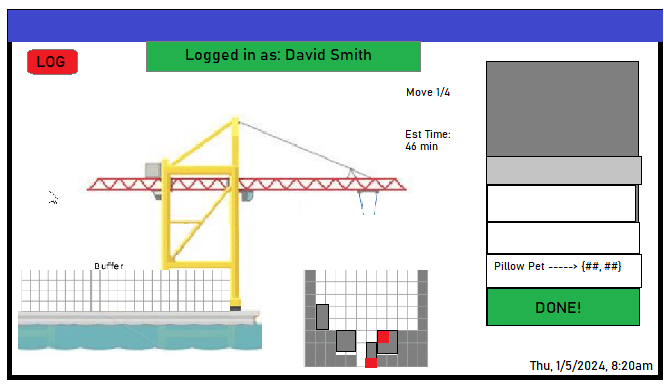 LOG
Logged in as: David Smith
Move 1/4
Est Time:
46 min
Buffer
Pillow Pet -----> {##, ##}
DONE!
Thu, 1/5/2024, 8:20am